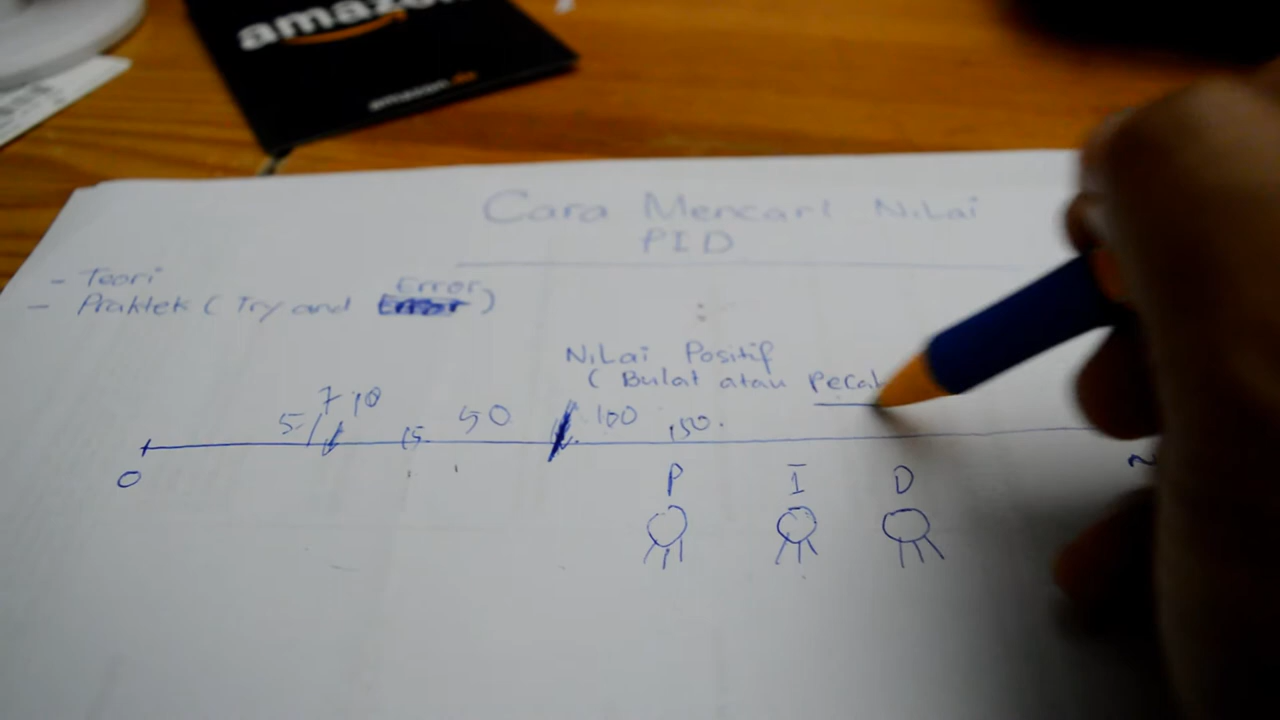 amazon
amazon
Cara Mencari Nilai
PID
- Teori
- Praktek ( Try and Error Error )
:
Nilai Positif
( Bulat atau Pecah
5 7 10 15 50 100 150.
0 ~
P I D